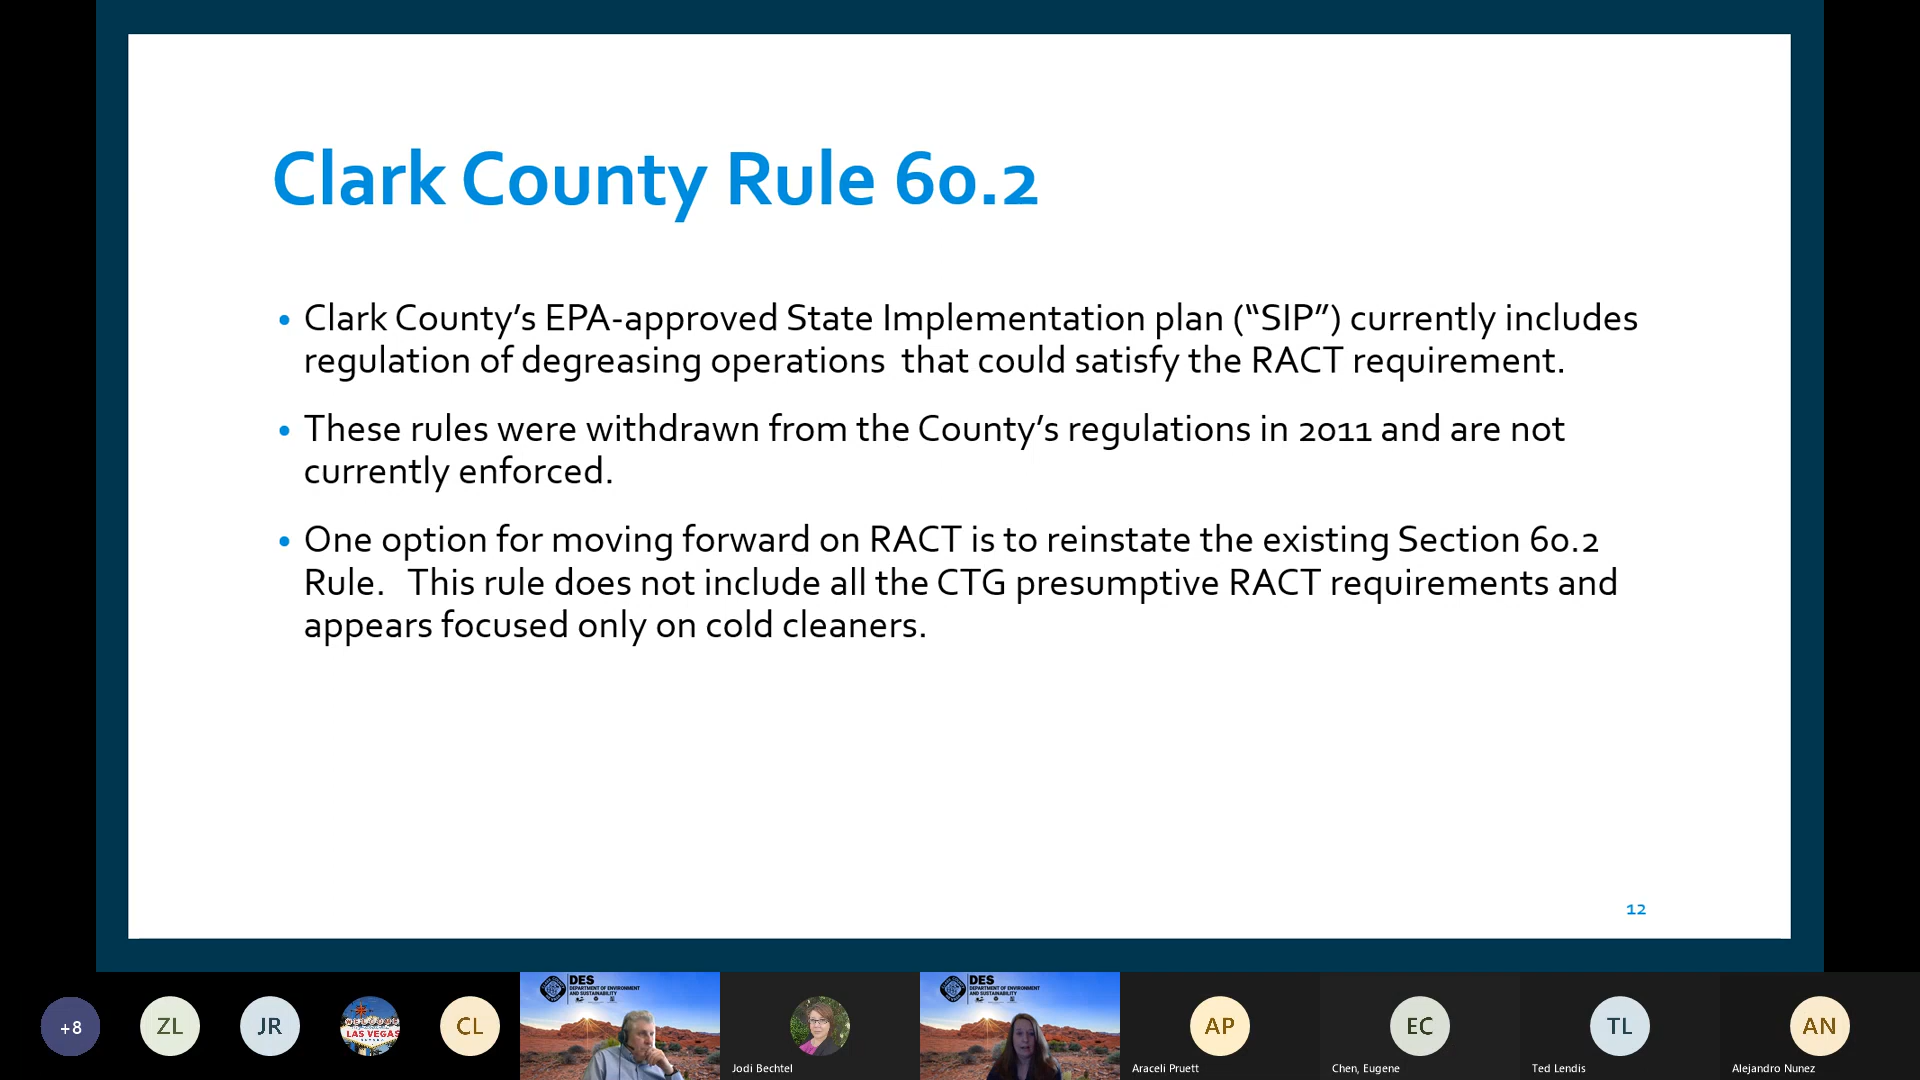 Clark County Rule 60.2
• Clark County’s EPA-approved State Implementation plan (“SIP”) currently includes
regulation of degreasing operations  that could satisfy the RACT requirement.
• These rules were withdrawn from the County’s regulations in 2011 and are not
currently enforced.
• One option for moving forward on RACT is to reinstate the existing Section 60.2
Rule.   This rule does not include all the CTG presumptive RACT requirements and
appears focused only on cold cleaners.
12
+8
ZL
JR
WELCOME
LAS VEGAS
CL
DES
DEPARTMENT OF ENVIRONMENT
AND SUSTAINABILITY
Jodi Bechtel
DES
DEPARTMENT OF ENVIRONMENT
AND SUSTAINABILITY
AP
Araceli Pruett
EC
Chen, Eugene
TL
Ted Lendis
AN
Alejandro Nunez